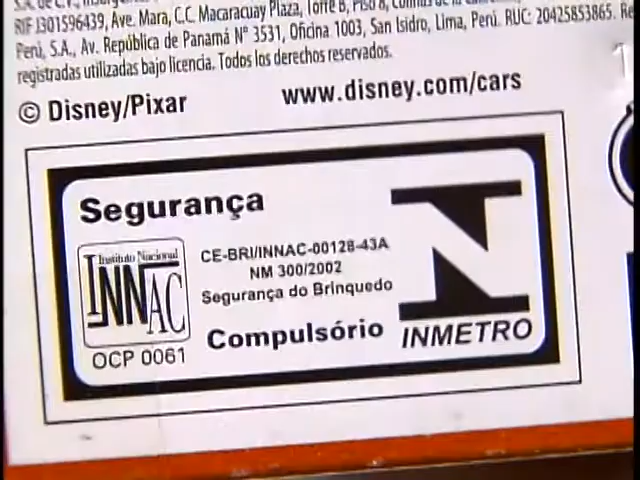 RIF J301596439, Ave. Mara, C.C. Macaracuay Plaza, Torre B, Piso 8,
Perú, S.A., Av. República de Panamá N° 3531, Oficina 1003, San Isidro, Lima, Perú. RUC: 20425853865.
registradas utilizadas bajo licencia. Todos los derechos reservados.
© Disney/Pixar
www.disney.com/cars
Segurança
Instituto Nacional
INNAC
OCP 0061
CE-BRI/INNAC-00128-43A
NM 300/2002
Segurança do Brinquedo
Compulsório
INMETRO